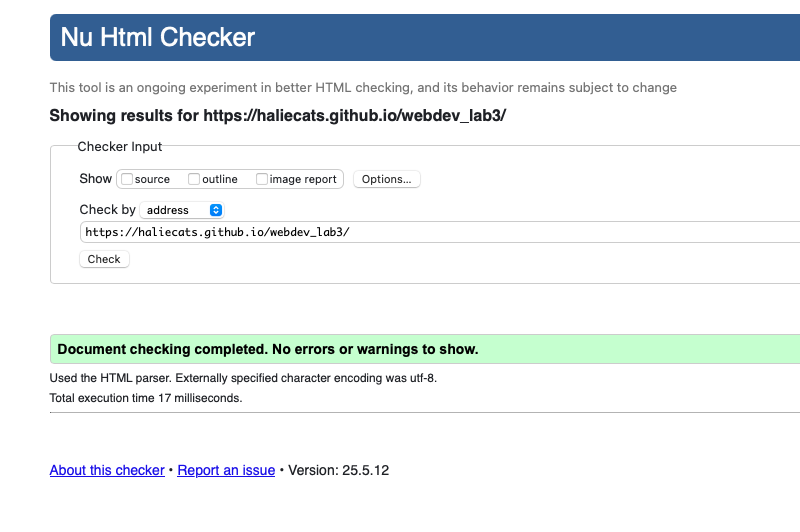 Nu Html Checker
This tool is an ongoing experiment in better HTML checking, and its behavior remains subject to change
Showing results for https://haliecats.github.io/webdev_lab3/
Checker Input
Show source outline image report Options...
Check by address
https://haliecats.github.io/webdev_lab3/
Check
Document checking completed. No errors or warnings to show.
Used the HTML parser. Externally specified character encoding was utf-8.
Total execution time 17 milliseconds.
About this checker • Report an issue • Version: 25.5.12